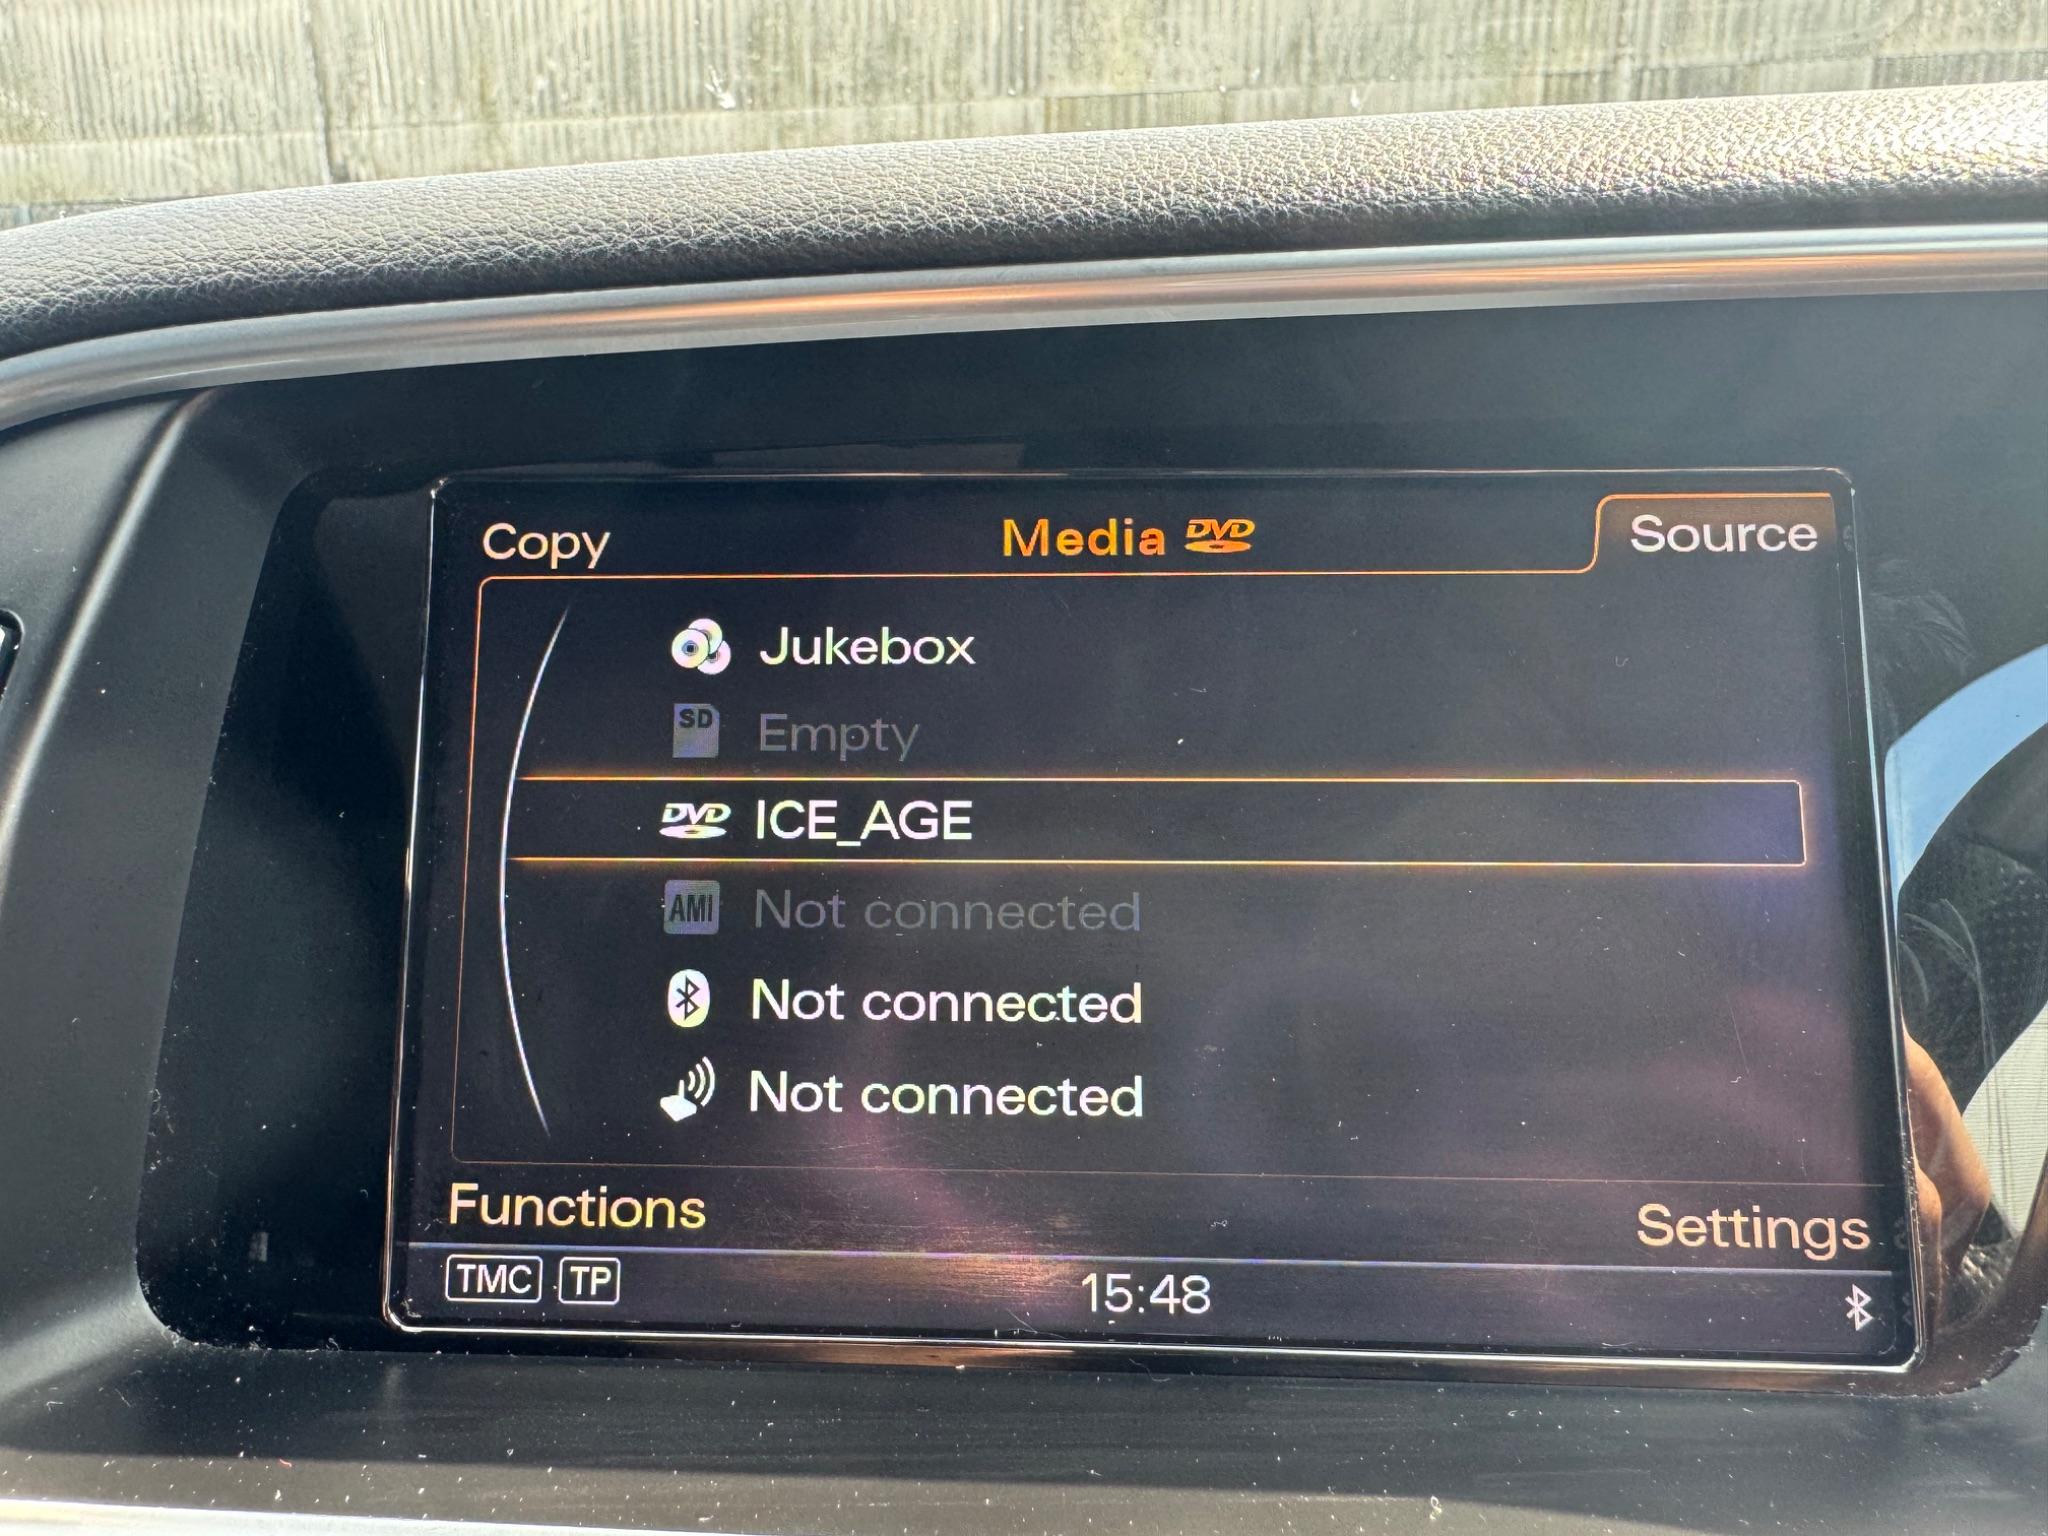 Copy
Media DVD
Source
Jukebox
SD Empty
DVD ICE_AGE
AMI Not connected
Not connected
Not connected
Functions
Settings
TMC TP
15:48